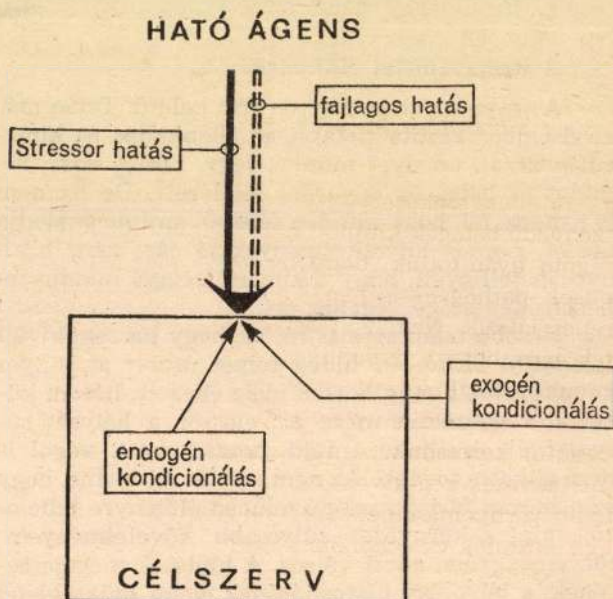 HATÓ ÁGENS
fajlagos hatás
Stressor hatás
exogén
kondicionálás
endogén
kondicionálás
CÉLSZERV